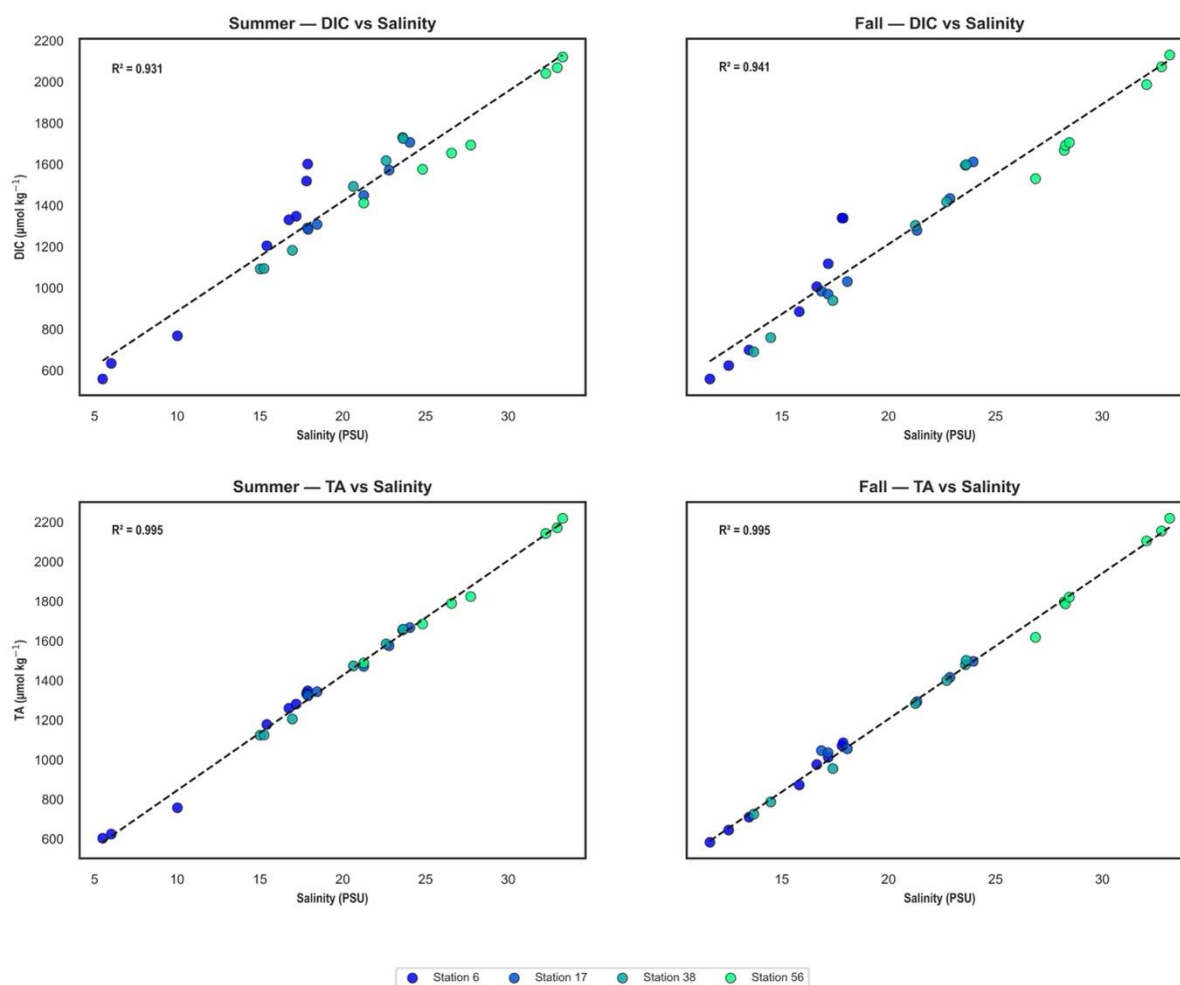 Summer — DIC vs Salinity
R² = 0.931
2200
2000
1800
1600
1400
1200
1000
800
600
DIC (μmol kg⁻¹)
5 10 15 20 25 30
Salinity (PSU)
Fall — DIC vs Salinity
R² = 0.941
15 20 25 30
Salinity (PSU)
Summer — TA vs Salinity
R² = 0.995
2200
2000
1800
1600
1400
1200
1000
800
600
TA (μmol kg⁻¹)
5 10 15 20 25 30
Salinity (PSU)
Fall — TA vs Salinity
R² = 0.995
15 20 25 30
Salinity (PSU)
Station 6 Station 17 Station 38 Station 56